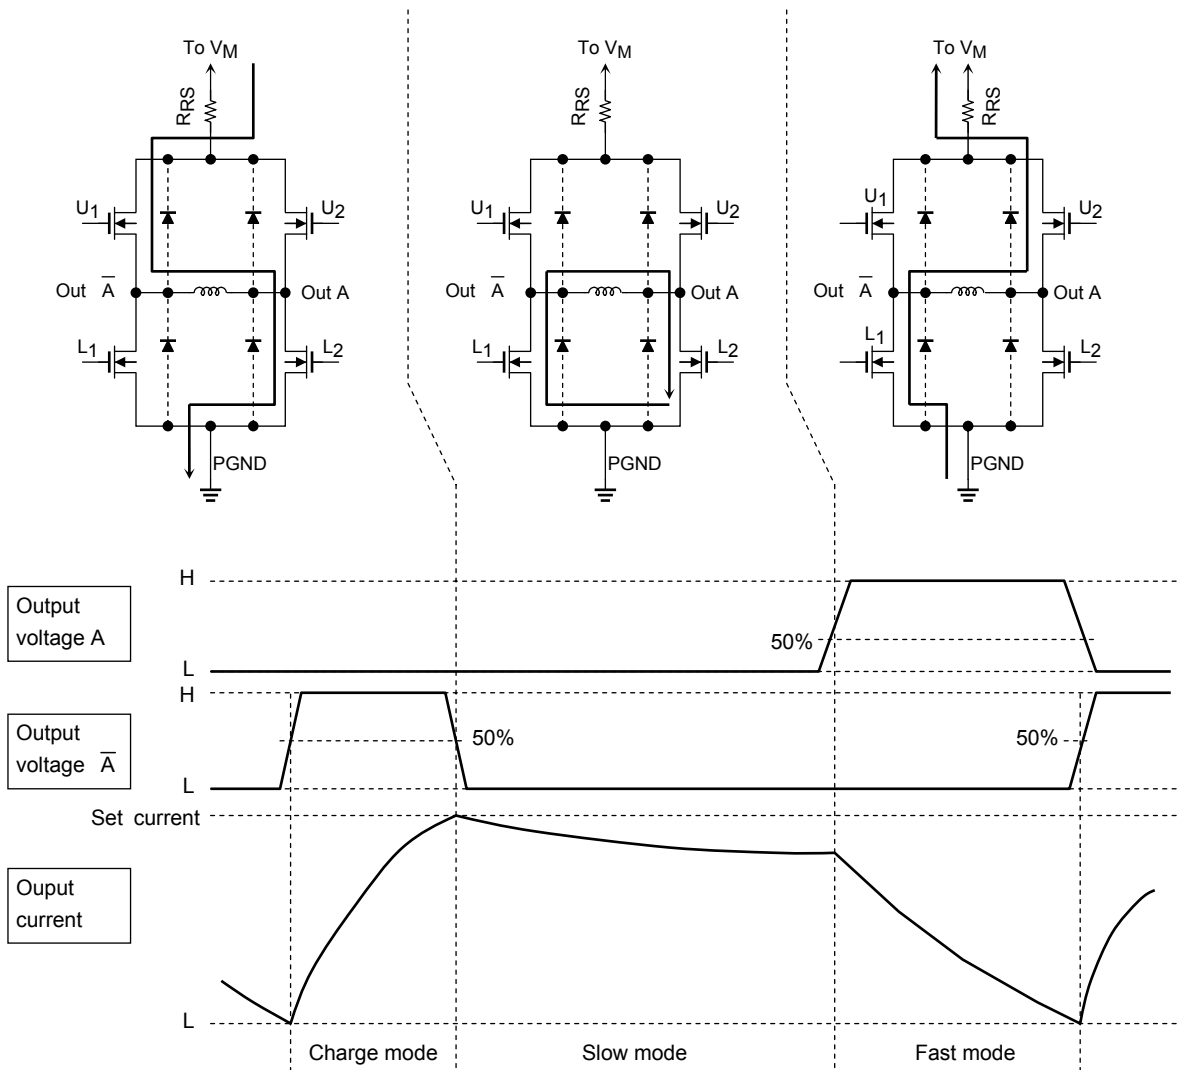 To VM To VM To VM
RRS RRS RRS
U1 U2 U1 U2 U1 U2
Out A̅ Out A Out A̅ Out A Out A̅ Out A
L1 L2 L1 L2 L1 L2
PGND PGND PGND
Output
voltage A
H
50%
L
Output
voltage A̅
H
50% 50%
L
Set current
Ouput
current
L
Charge mode Slow mode Fast mode